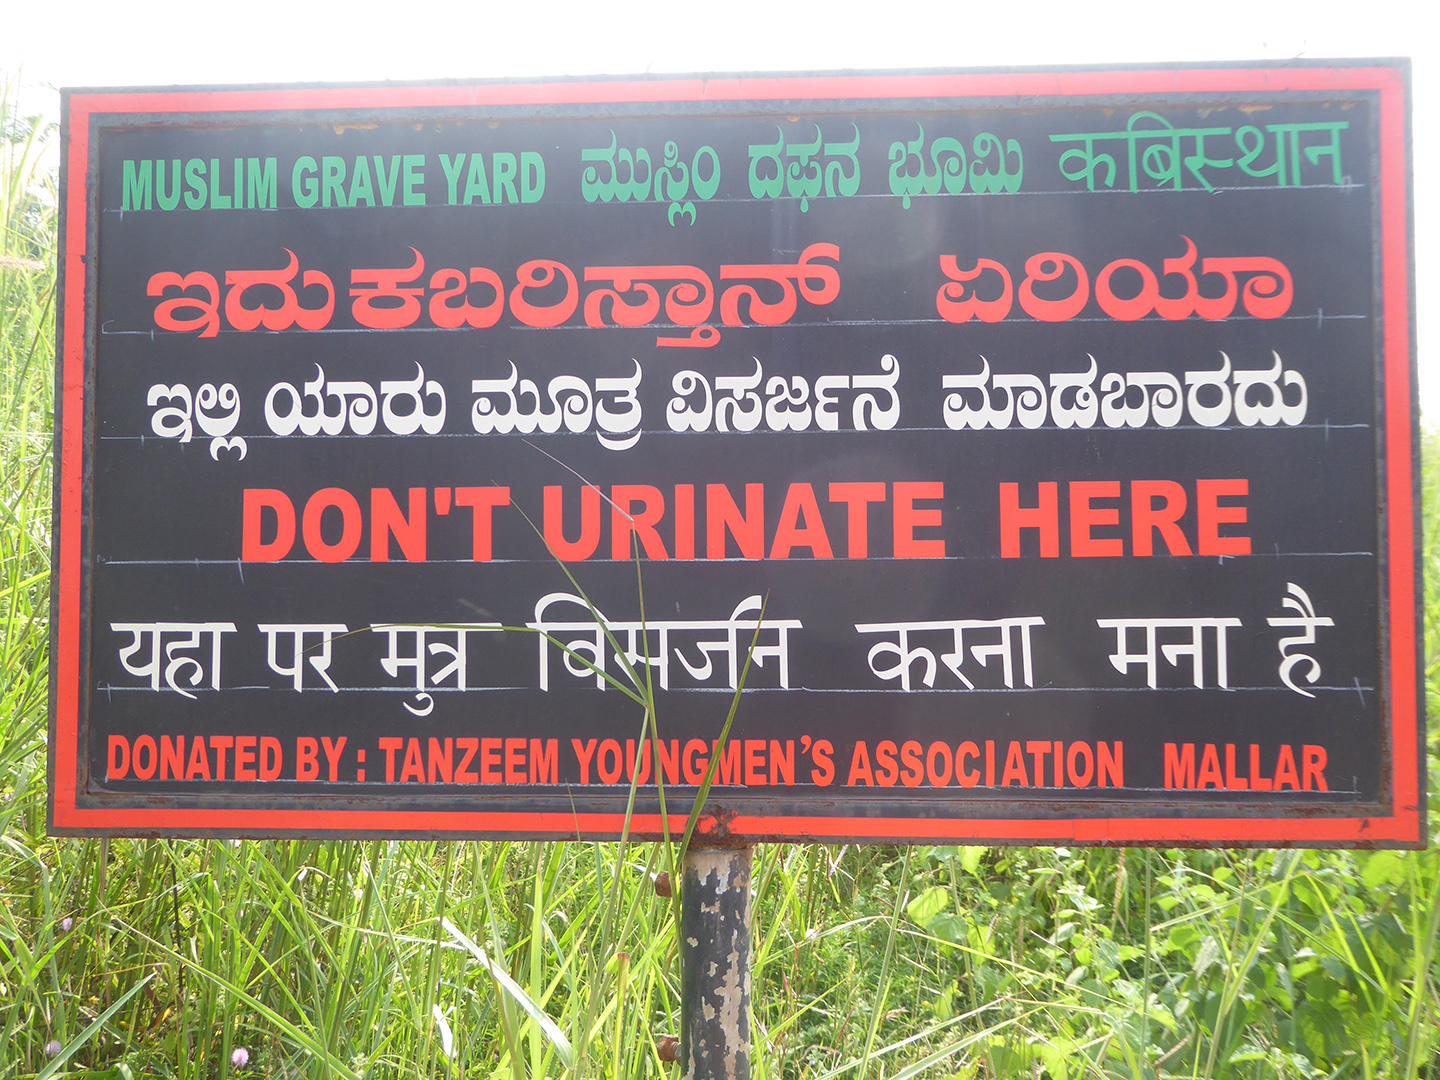 MUSLIM GRAVE YARD ಮುಸ್ಲಿಂ ದಫನ ಭೂಮಿ कब्रिस्थान
ಇದು ಕಬರಿಸ್ತಾನ್ ಏರಿಯಾ
ಇಲ್ಲಿ ಯಾರು ಮೂತ್ರ ವಿಸರ್ಜನೆ ಮಾಡಬಾರದು
DON'T URINATE HERE
यहा पर मुत्र विसर्जन करना मना है
DONATED BY : TANZEEM YOUNGMEN'S ASSOCIATION MALLAR